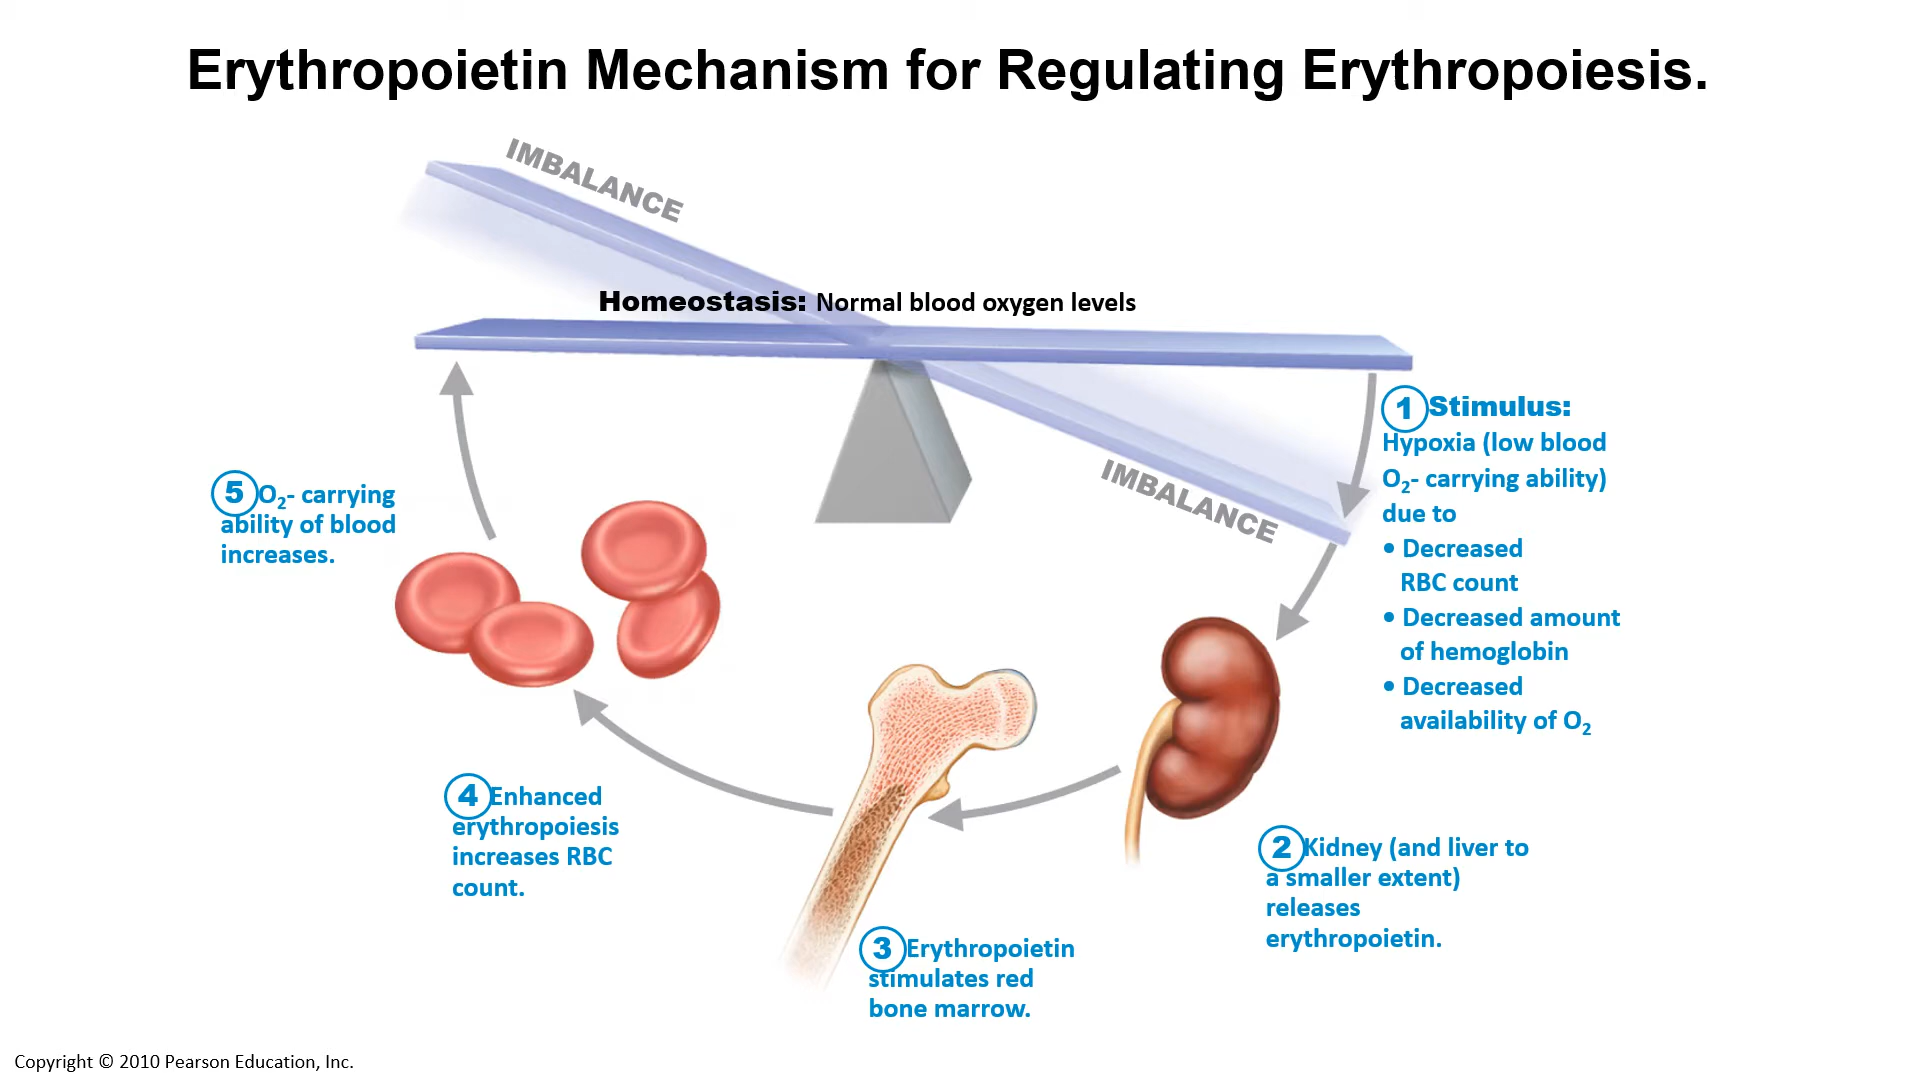 Erythropoietin Mechanism for Regulating Erythropoiesis.
IMBALANCE
Homeostasis: Normal blood oxygen levels
IMBALANCE
1 Stimulus:
Hypoxia (low blood
O₂- carrying ability)
due to
• Decreased
RBC count
• Decreased amount
of hemoglobin
• Decreased
availability of O₂
2 Kidney (and liver to
a smaller extent)
releases
erythropoietin.
3 Erythropoietin
stimulates red
bone marrow.
4 Enhanced
erythropoiesis
increases RBC
count.
5 O₂- carrying
ability of blood
increases.
Copyright © 2010 Pearson Education, Inc.